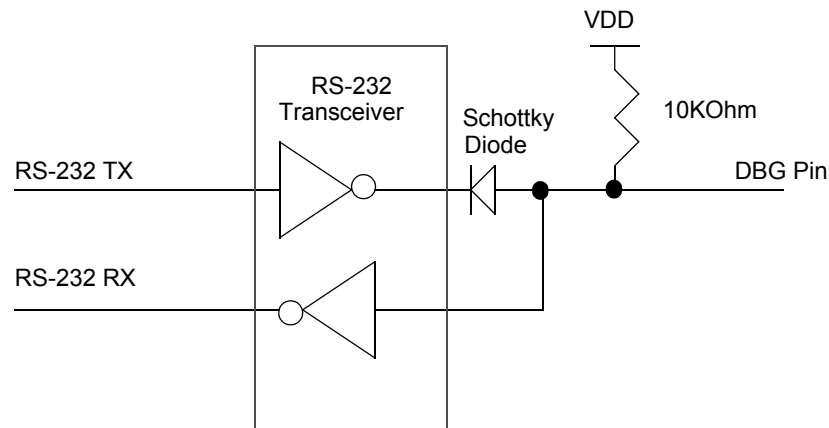 VDD
RS-232
Transceiver
Schottky
Diode
10KOhm
RS-232 TX
DBG Pin
RS-232 RX